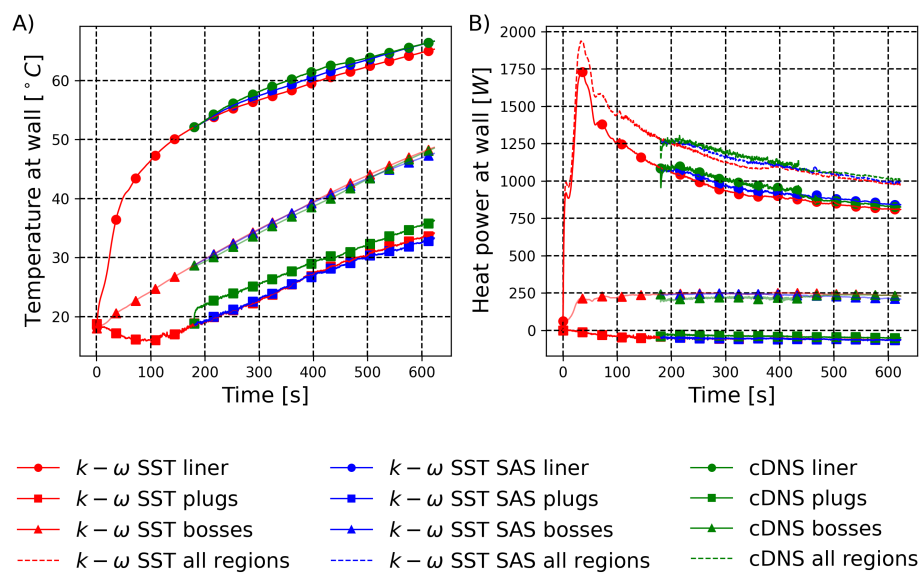 A)
B)
Temperature at wall [°C]
60
50
40
30
20
0 100 200 300 400 500 600
Time [s]
Heat power at wall [W]
2000
1750
1500
1250
1000
750
500
250
0
0 100 200 300 400 500 600
Time [s]
k − ω SST liner
k − ω SST plugs
k − ω SST bosses
k − ω SST all regions
k − ω SST SAS liner
k − ω SST SAS plugs
k − ω SST SAS bosses
k − ω SST SAS all regions
cDNS liner
cDNS plugs
cDNS bosses
cDNS all regions